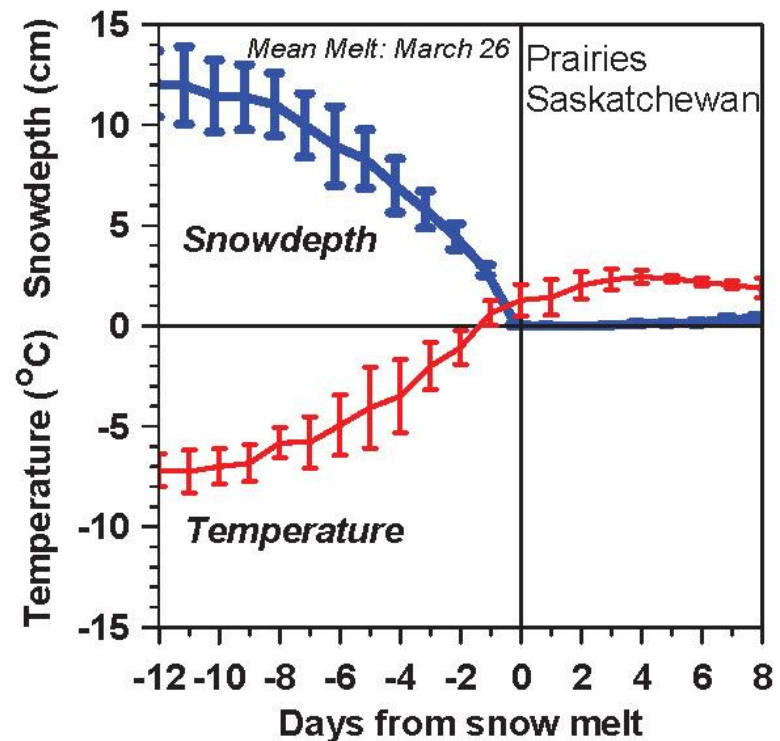 Mean Melt: March 26
Prairies
Saskatchewan
Snowdepth (cm)
Temperature (°C)
15
10
5
0
-5
-10
-15
Snowdepth
Temperature
-12 -10 -8 -6 -4 -2 0 2 4 6 8
Days from snow melt